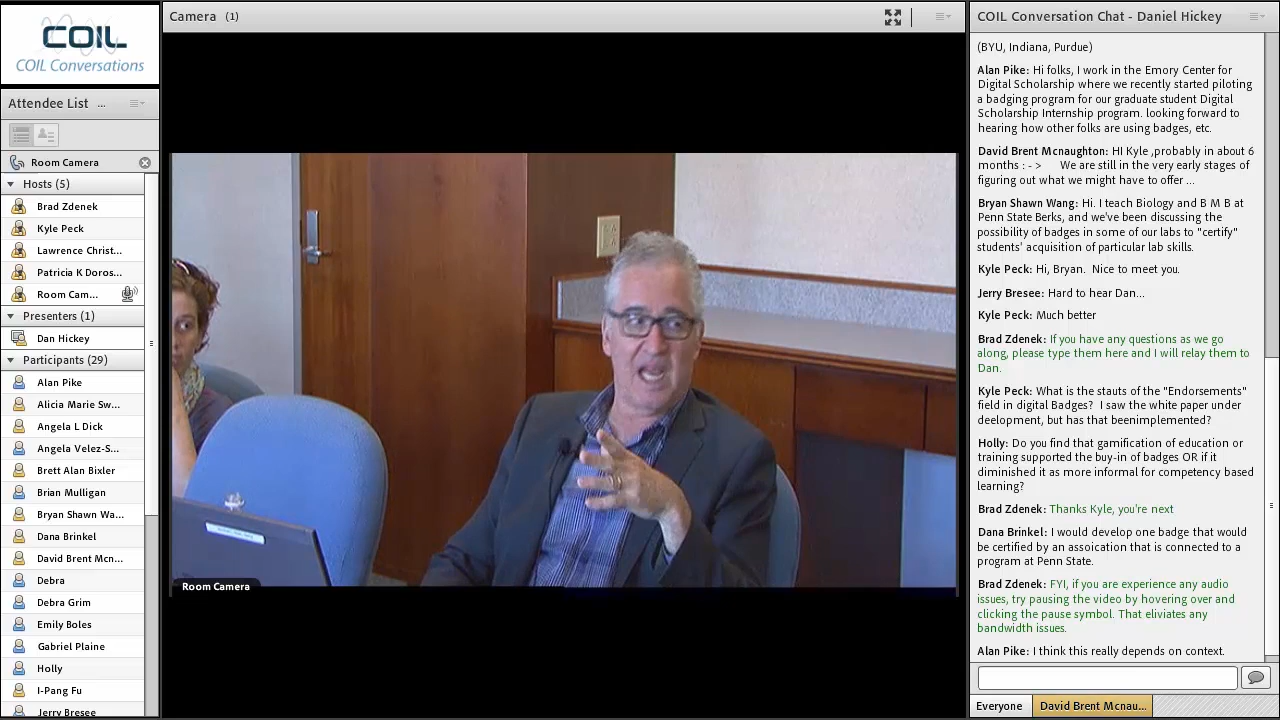 COIL
COIL Conversations
Attendee List ...
Room Camera
Hosts (5)
Brad Zdenek
Kyle Peck
Lawrence Christ...
Patricia K Doros...
Room Cam...
Presenters (1)
Dan Hickey
Participants (29)
Alan Pike
Alicia Marie Sw...
Angela L Dick
Angela Velez-S...
Brett Alan Bixler
Brian Mulligan
Bryan Shawn Wa...
Dana Brinkel
David Brent Mcn...
Debra
Debra Grim
Emily Boles
Gabriel Plaine
Holly
I-Pang Fu
Jerry Bresee
Camera (1)
Room Camera
COIL Conversation Chat - Daniel Hickey
(BYU, Indiana, Purdue)
Alan Pike: Hi folks, I work in the Emory Center for
Digital Scholarship where we recently started piloting
a badging program for our graduate student Digital
Scholarship Internship program. looking forward to
hearing how other folks are using badges, etc.
David Brent Mcnaughton: HI Kyle ,probably in about 6
months : - > We are still in the very early stages of
figuring out what we might have to offer ...
Bryan Shawn Wang: Hi. I teach Biology and B M B at
Penn State Berks, and we've been discussing the
possibility of badges in some of our labs to "certify"
students' acquisition of particular lab skills.
Kyle Peck: Hi, Bryan. Nice to meet you.
Jerry Bresee: Hard to hear Dan...
Kyle Peck: Much better
Brad Zdenek: If you have any questions as we go
along, please type them here and I will relay them to
Dan.
Kyle Peck: What is the stauts of the "Endorsements"
field in digital Badges? I saw the white paper under
deelopment, but has that beenimplemented?
Holly: Do you find that gamification of education or
training supported the buy-in of badges OR if it
diminished it as more informal for competency based
learning?
Brad Zdenek: Thanks Kyle, you're next
Dana Brinkel: I would develop one badge that would
be certified by an assoication that is connected to a
program at Penn State.
Brad Zdenek: FYI, if you are experience any audio
issues, try pausing the video by hovering over and
clicking the pause symbol. That eliviates any
bandwidth issues.
Alan Pike: I think this really depends on context.
Everyone
David Brent Mcnau...